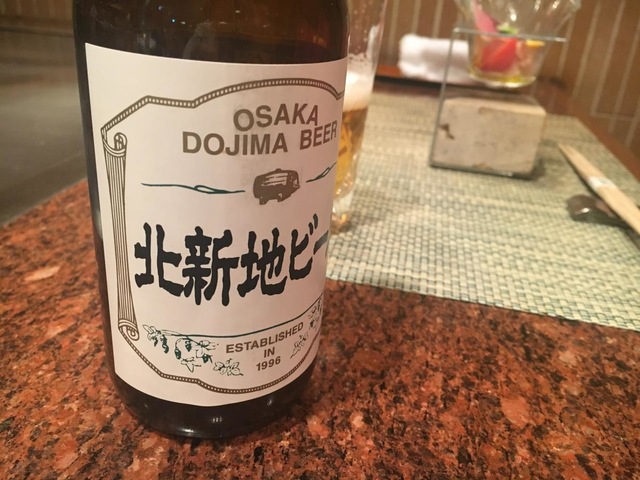 OSAKA
DOJIMA BEER
北新地ビー
ESTABLISHED
IN
1996